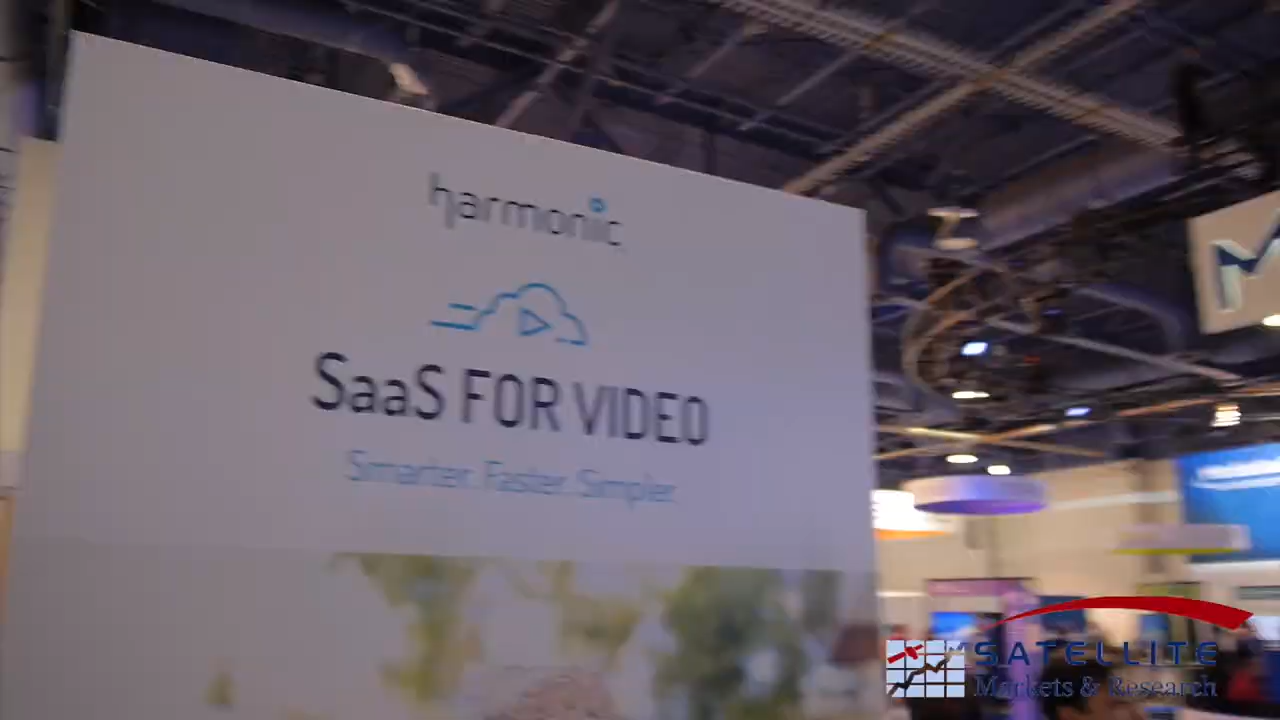 harmonic
SaaS FOR VIDEO
Smarter. Faster. Simpler.
SATELLITE
Markets & Research